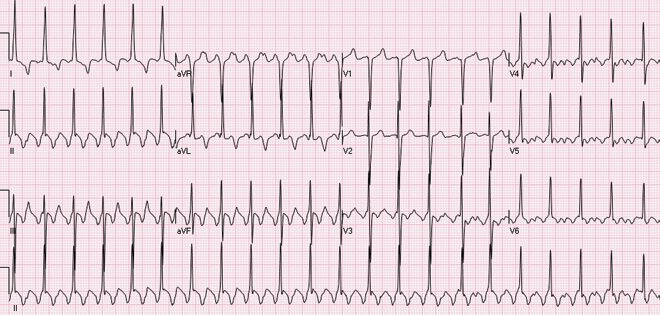 I aVR V1 V4
II aVL V2 V5
III aVF V3 V6
II